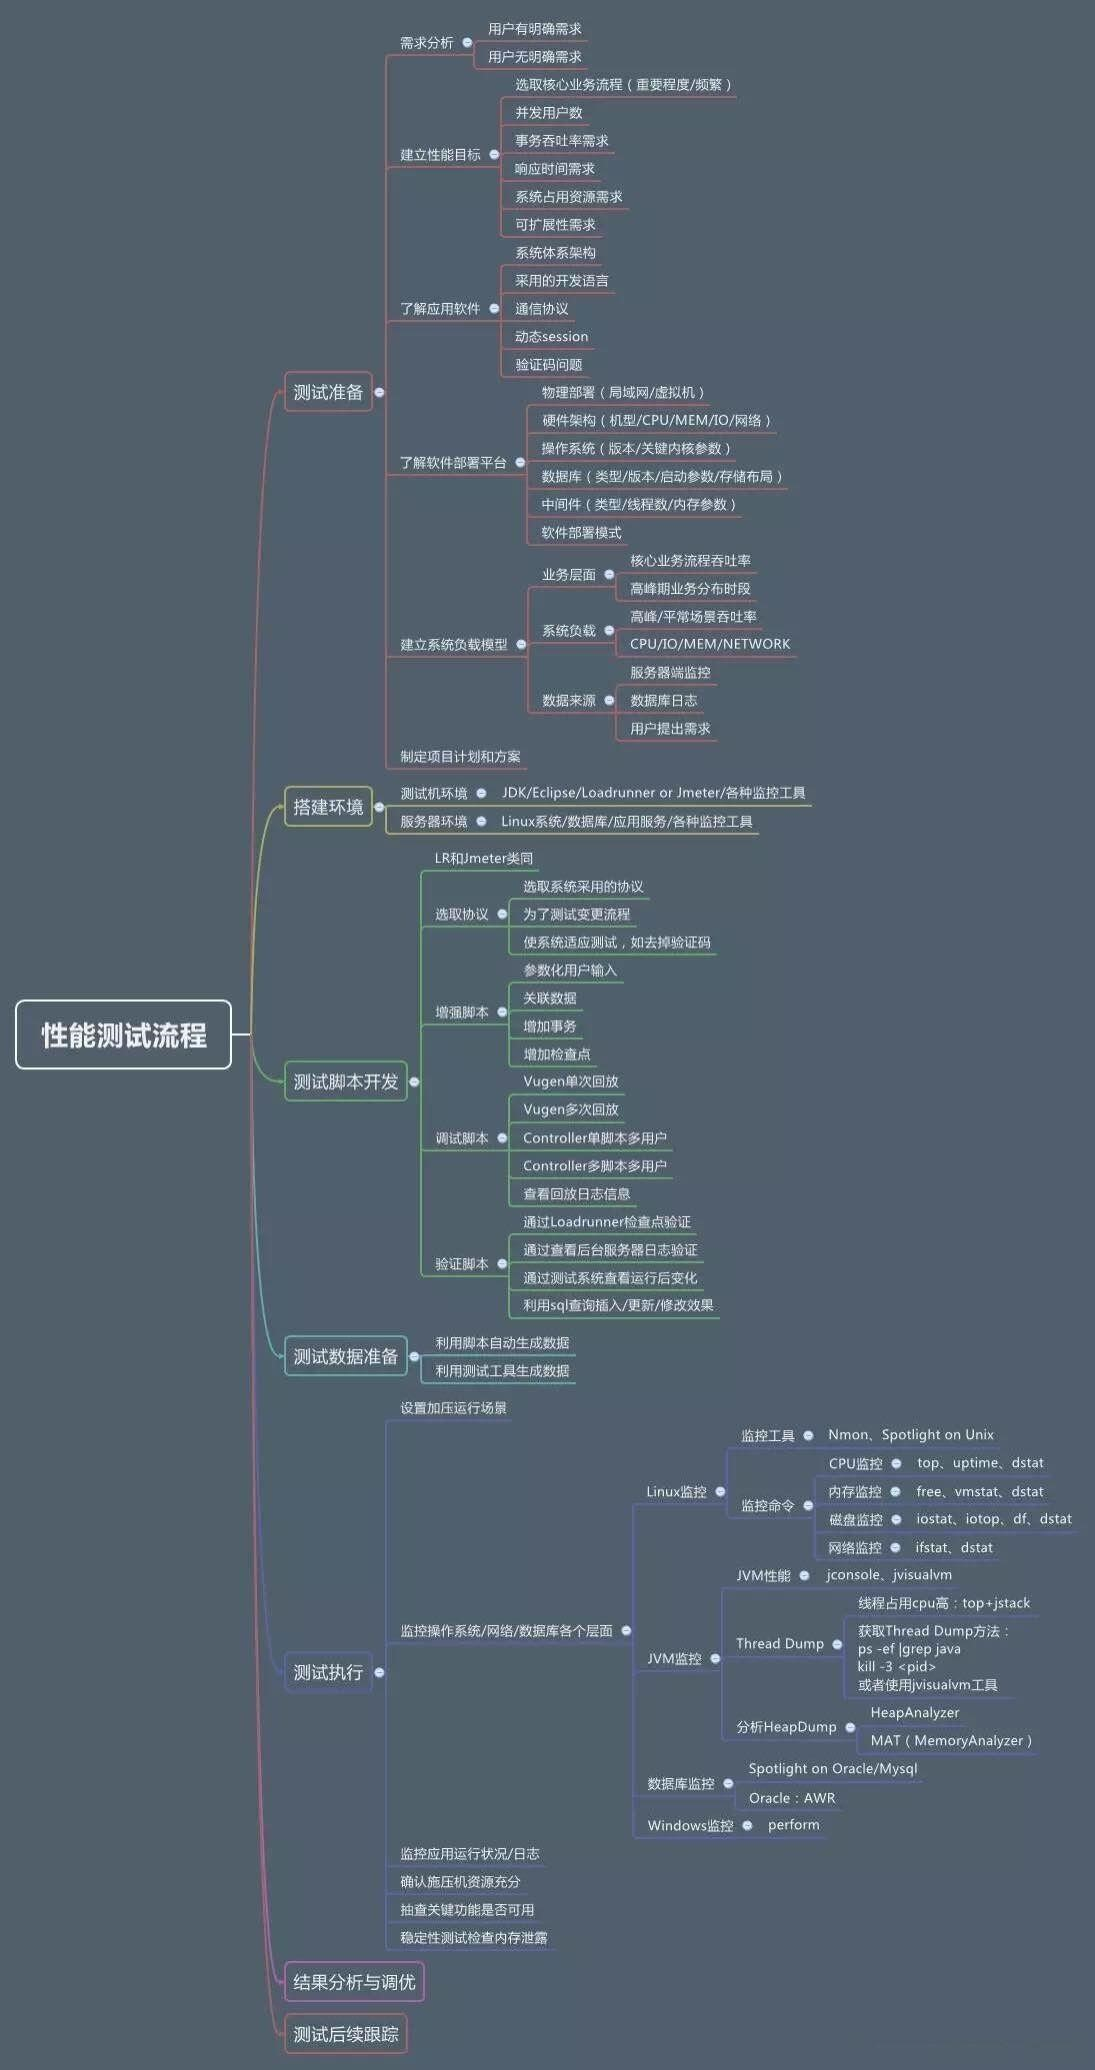 用户有明确需求
需求分析
用户无明确需求
选取核心业务流程（重要程度/频繁）
并发用户数
事务吞吐率需求
建立性能目标
响应时间需求
系统占用资源需求
可扩展性需求
系统体系架构
采用的开发语言
了解应用软件
通信协议
动态session
验证码问题
测试准备
物理部署（局域网/虚拟机）
硬件架构（机型/CPU/MEM/IO/网络）
操作系统（版本/关键内核参数）
了解软件部署平台
数据库（类型/版本/启动参数/存储布局）
中间件（类型/线程数/内存参数）
软件部署模式
核心业务流程吞吐率
业务层面
高峰期业务分布时段
高峰/平常场景吞吐率
系统负载
建立系统负载模型
CPU/IO/MEM/NETWORK
服务器端监控
数据来源
数据库日志
用户提出需求
制定项目计划和方案
测试机环境
JDK/Eclipse/Loadrunner or Jmeter/各种监控工具
搭建环境
服务器环境
Linux系统/数据库/应用服务/各种监控工具
LR和Jmeter类同
选取系统采用的协议
选取协议
为了测试变更流程
使系统适应测试，如去掉验证码
参数化用户输入
关联数据
增强脚本
增加事务
增加检查点
性能测试流程
测试脚本开发
Vugen单次回放
Vugen多次回放
调试脚本
Controller单脚本多用户
Controller多脚本多用户
查看回放日志信息
通过Loadrunner检查点验证
通过查看后台服务器日志验证
验证脚本
通过测试系统查看运行后变化
利用sql查询插入/更新/修改效果
利用脚本自动生成数据
测试数据准备
利用测试工具生成数据
设置加压运行场景
监控工具
Nmon、Spotlight on Unix
CPU监控
top、uptime、dstat
Linux监控
内存监控
free、vmstat、dstat
监控命令
磁盘监控
iostat、iotop、df、dstat
网络监控
ifstat、dstat
JVM性能
jconsole、jvisualvm
线程占用cpu高：top+jstack
监控操作系统/网络/数据库各个层面
Thread Dump
获取Thread Dump方法：
ps -ef |grep java
kill -3 <pid>
或者使用jvisualvm工具
JVM监控
测试执行
HeapAnalyzer
分析HeapDump
MAT（MemoryAnalyzer）
Spotlight on Oracle/Mysql
数据库监控
Oracle：AWR
Windows监控
perform
监控应用运行状况/日志
确认施压机资源充分
抽查关键功能是否可用
稳定性测试检查内存泄露
结果分析与调优
测试后续跟踪